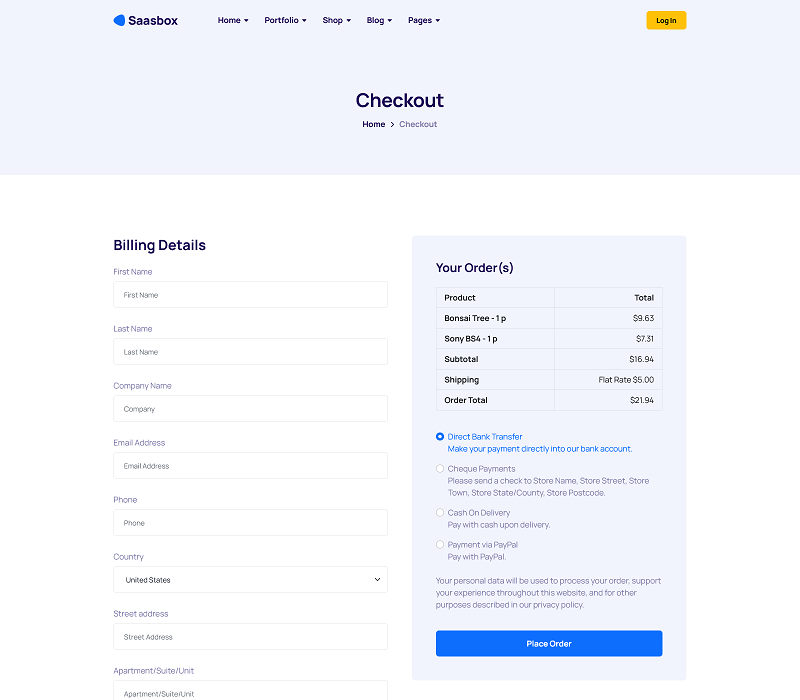 Saasbox Home Portfolio Shop Blog Pages Log In
Checkout
Home > Checkout
Billing Details
First Name
First Name
Last Name
Last Name
Company Name
Company
Email Address
Email Address
Phone
Phone
Country
United States
Street address
Street Address
Apartment/Suite/Unit
Apartment/Suite/Unit
Your Order(s)
Product Total
Bonsai Tree - 1 p $9.63
Sony BS4 - 1 p $7.31
Subtotal $16.94
Shipping Flat Rate $5.00
Order Total $21.94
Direct Bank Transfer
Make your payment directly into our bank account.
Cheque Payments
Please send a check to Store Name, Store Street, Store
Town, Store State/County, Store Postcode.
Cash On Delivery
Pay with cash upon delivery.
Payment via PayPal
Pay with PayPal.
Your personal data will be used to process your order, support
your experience throughout this website, and for other
purposes described in our privacy policy.
Place Order